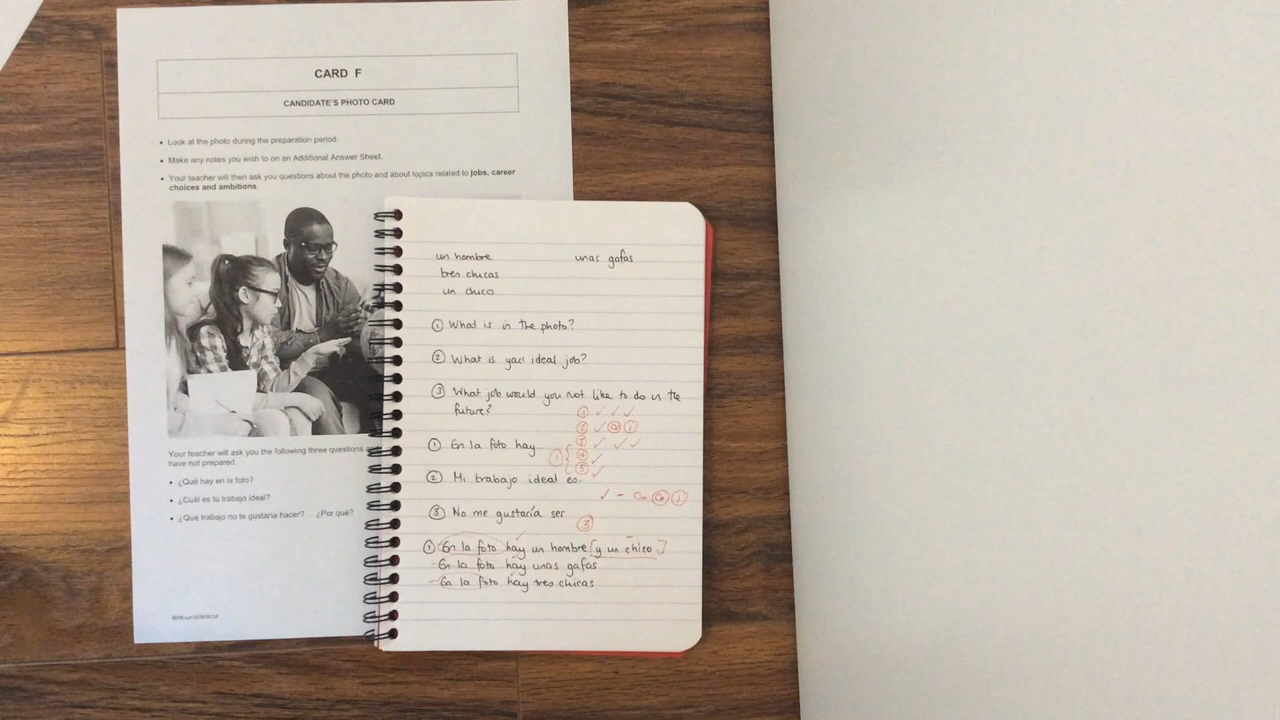 CARD F
CANDIDATE'S PHOTO CARD
• Look at the photo during the preparation period.
• Make any notes you wish to on an Additional Answer Sheet.
• Your teacher will then ask you questions about the photo and about topics related to jobs, career
choices and ambitions.
Your teacher will ask you the following three questions
have not prepared.
• ¿Qué hay en la foto?
• ¿Cuál es tu trabajo ideal?
• ¿Qué trabajo no te gustaría hacer? ... ¿Por qué?
un hombre
unas gafas
tres chicas
un chico
① What is in the photo?
② What is your ideal job?
③ What job would you not like to do in the
future?
① ✓ ✓ ✓
② ✓
① En la foto hay
③ ✓ ✓ ✓
① ④ ✓
⑤ ✓
② Mi trabajo ideal es
③ No me gustaría ser
③
① En la foto hay un hombre [y un chico]
- En la foto hay unas gafas
- En la foto hay tres chicas